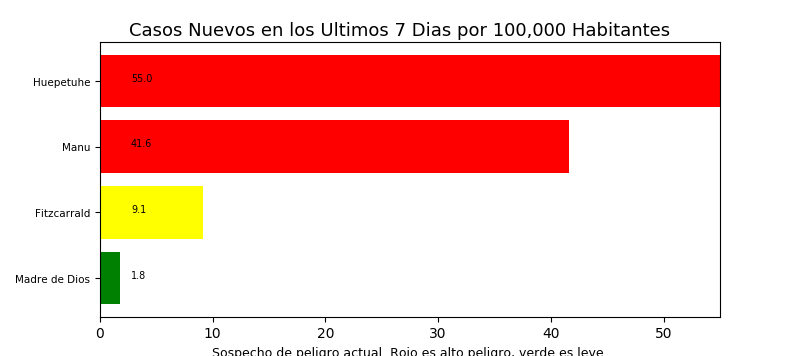 Casos Nuevos en los Ultimos 7 Dias por 100,000 Habitantes
Huepetuhe 55.0
Manu 41.6
Fitzcarrald 9.1
Madre de Dios 1.8
0 10 20 30 40 50
Sospecho de peligro actual. Rojo es alto peligro, verde es leve